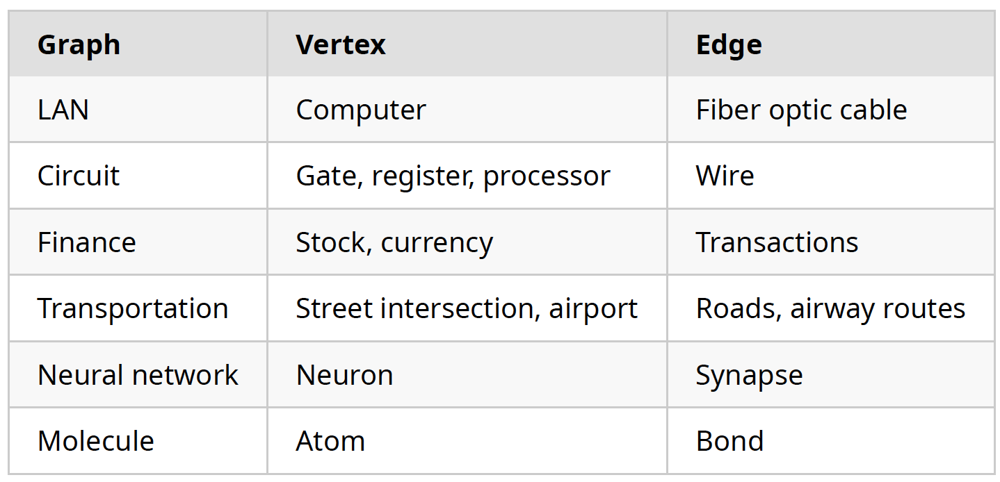 Graph Vertex Edge
LAN Computer Fiber optic cable
Circuit Gate, register, processor Wire
Finance Stock, currency Transactions
Transportation Street intersection, airport Roads, airway routes
Neural network Neuron Synapse
Molecule Atom Bond